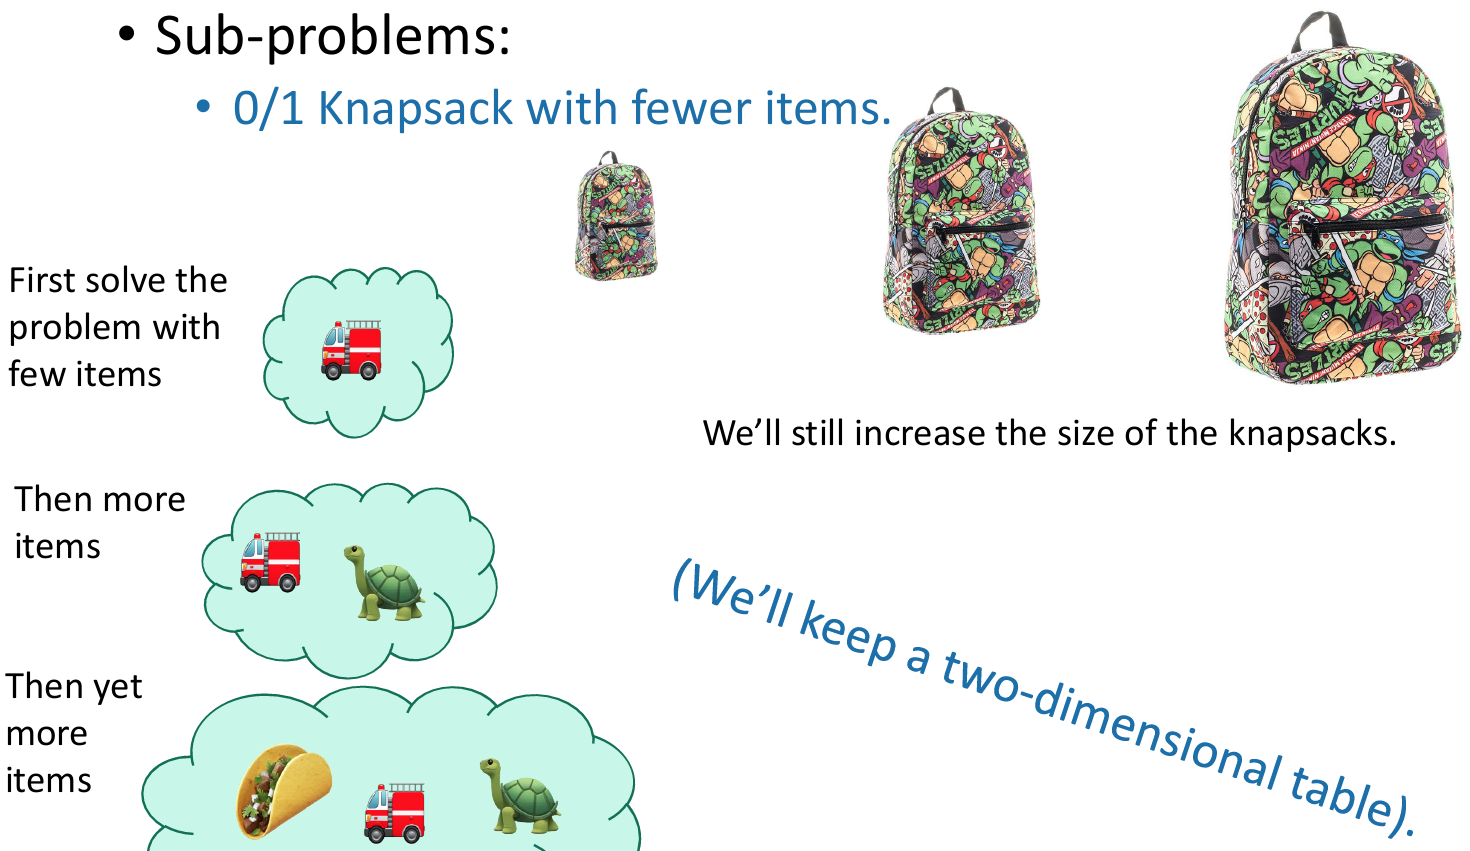 • Sub-problems:
• 0/1 Knapsack with fewer items.
First solve the
problem with
few items
We’ll still increase the size of the knapsacks.
Then more
items
(We’ll keep a two-dimensional table).
Then yet
more
items